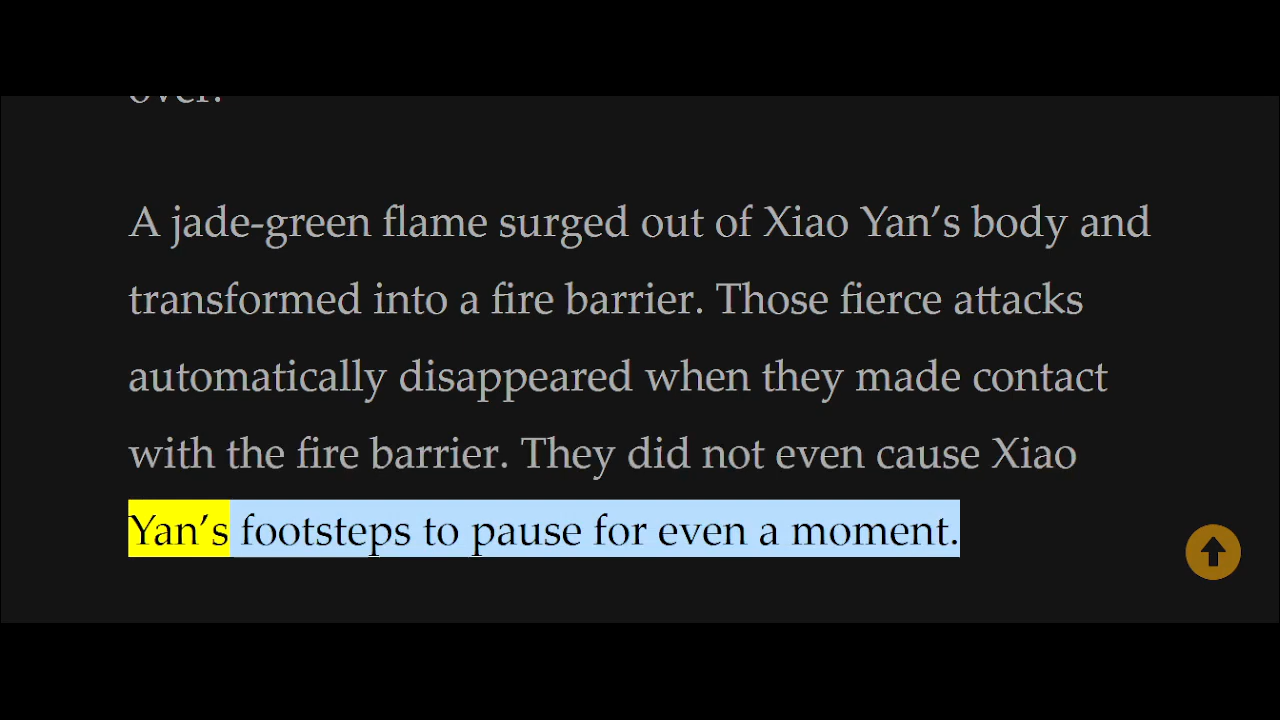 over.
A jade-green flame surged out of Xiao Yan’s body and
transformed into a fire barrier. Those fierce attacks
automatically disappeared when they made contact
with the fire barrier. They did not even cause Xiao
Yan’s footsteps to pause for even a moment.